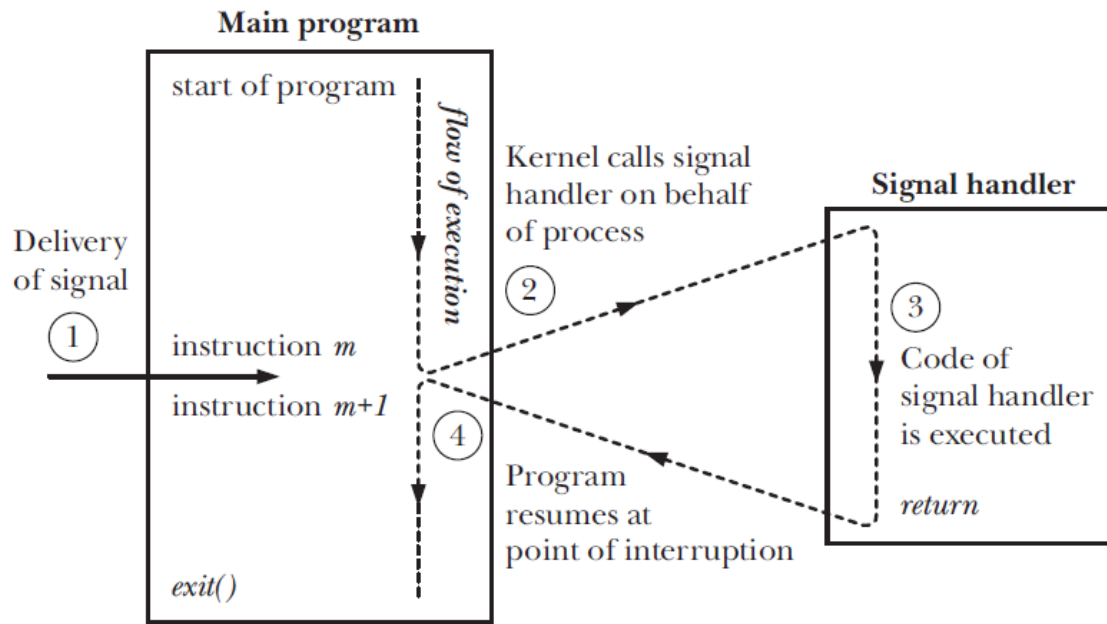 Main program
start of program
flow of execution
Kernel calls signal
handler on behalf
of process
Signal handler
Delivery
of signal
1
2
3
instruction m
instruction m+1
Code of
signal handler
is executed
4
Program
resumes at
point of interruption
return
exit()